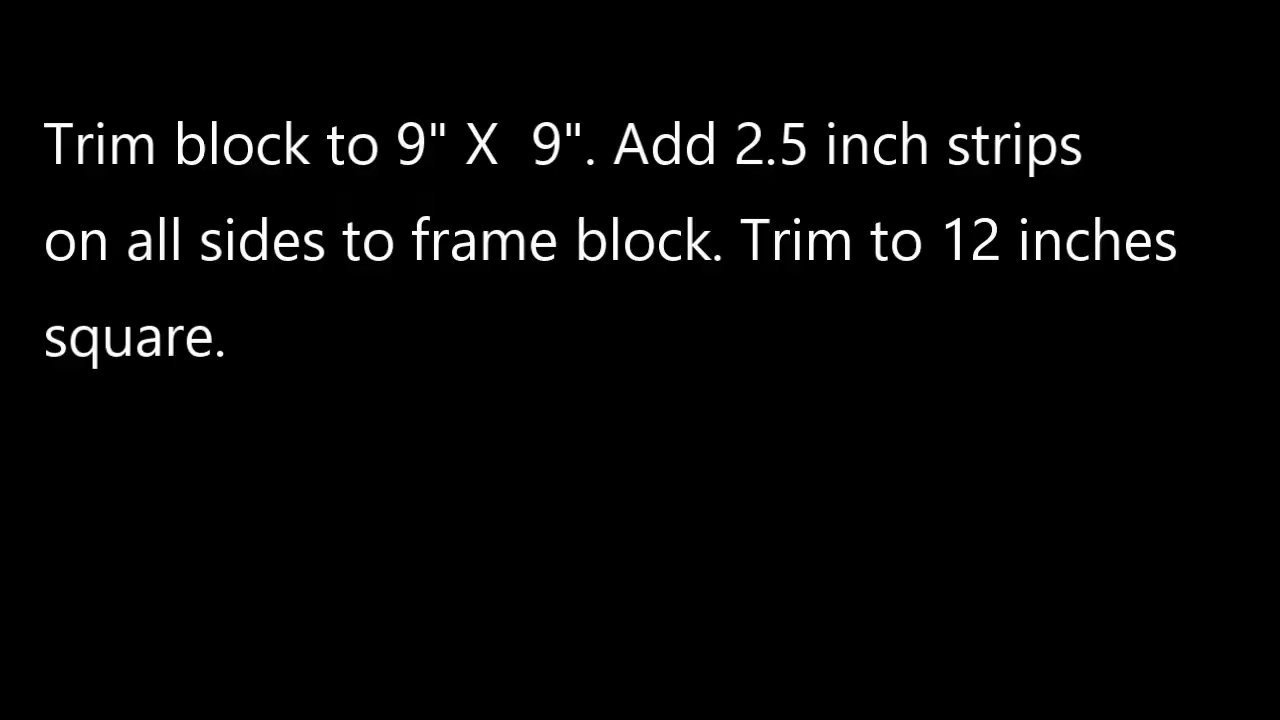 Trim block to 9" X  9". Add 2.5 inch strips
on all sides to frame block. Trim to 12 inches
square.